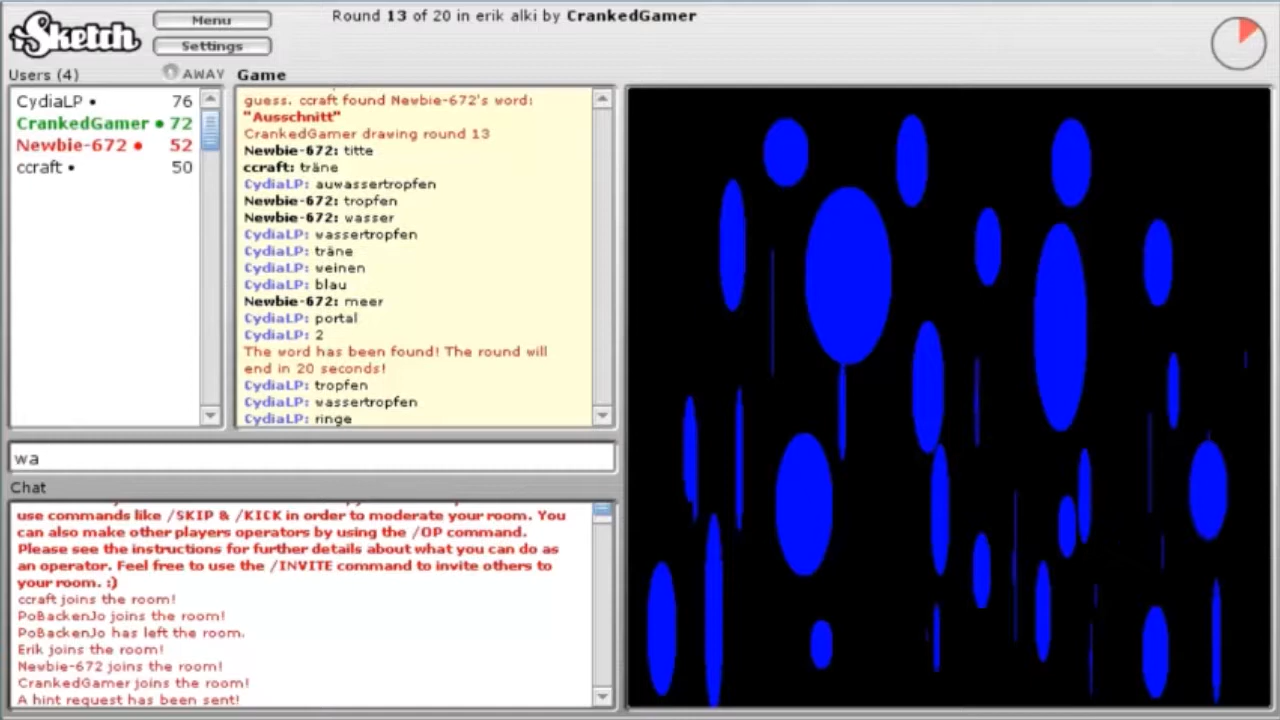 iSketch
Menu
Settings
Round 13 of 20 in erik alki by CrankedGamer
Users (4)
AWAY
Game
CydiaLP • 76
CrankedGamer • 72
Newbie-672 • 52
ccraft • 50
guess. ccraft found Newbie-672's word:
"Ausschnitt"
CrankedGamer drawing round 13
Newbie-672: titte
ccraft: träne
CydiaLP: auwassertropfen
Newbie-672: tropfen
Newbie-672: wasser
CydiaLP: wassertropfen
CydiaLP: träne
CydiaLP: weinen
CydiaLP: blau
Newbie-672: meer
CydiaLP: portal
CydiaLP: 2
The word has been found! The round will
end in 20 seconds!
CydiaLP: tropfen
CydiaLP: wassertropfen
CydiaLP: ringe
wa
Chat
use commands like /SKIP & /KICK in order to moderate your room. You
can also make other players operators by using the /OP command.
Please see the instructions for further details about what you can do as
an operator. Feel free to use the /INVITE command to invite others to
your room. :)
ccraft joins the room!
PoBackenJo joins the room!
PoBackenJo has left the room.
Erik joins the room!
Newbie-672 joins the room!
CrankedGamer joins the room!
A hint request has been sent!